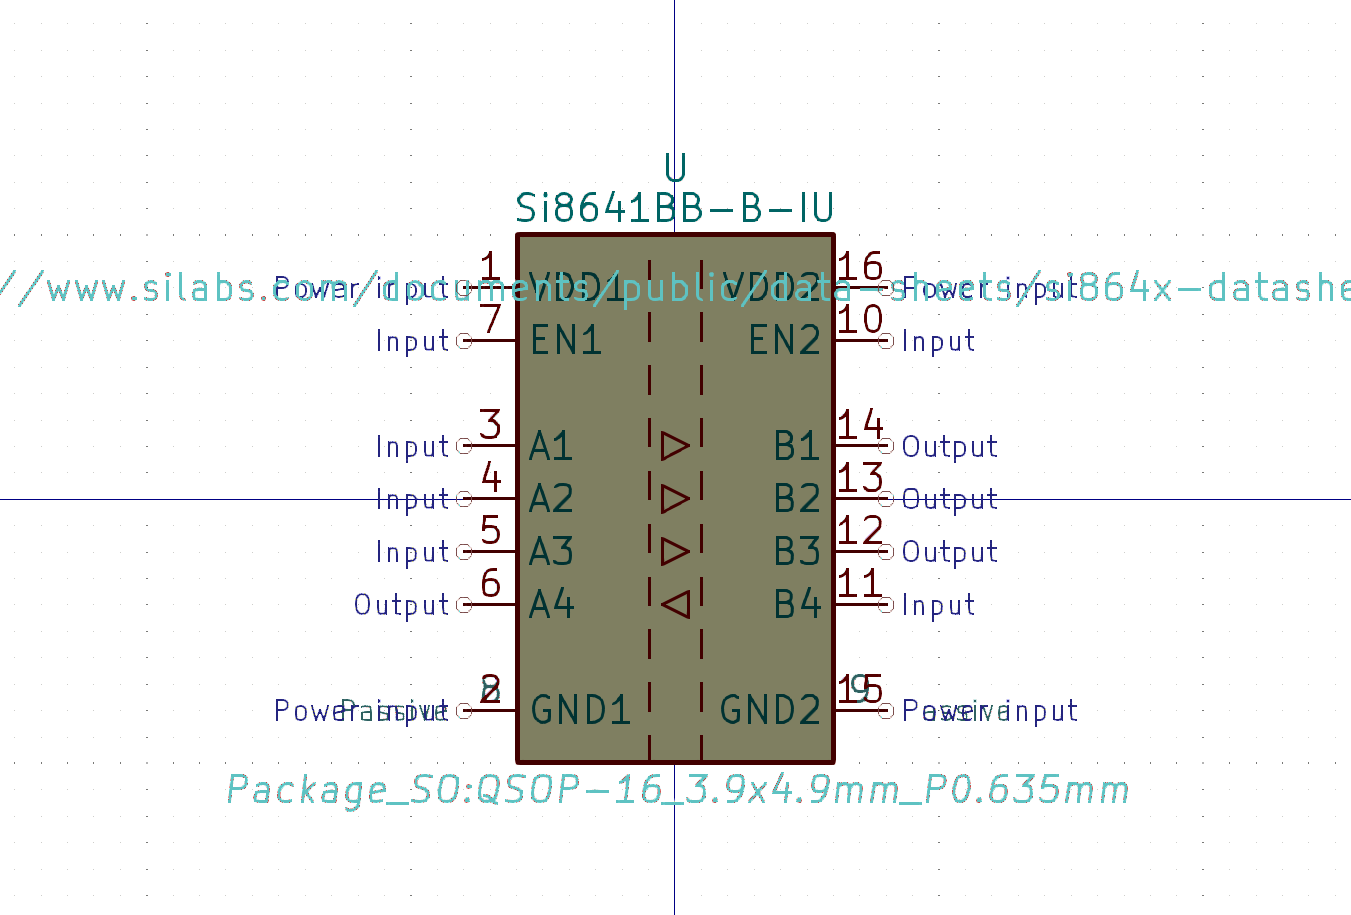 U
Si8641BB-B-IU
1 16
//www.silabs.com/documents/public/data-sheets/si864x-datashe
Power input VDD1 VDD2 Power input
7 10
Input EN1 EN2 Input
3 14
Input A1 B1 Output
4 13
Input A2 B2 Output
5 12
Input A3 B3 Output
6 11
Output A4 B4 Input
2 8 15 9
Power input Passive GND1 GND2 Power input Passive
Package_SO:QSOP-16_3.9x4.9mm_P0.635mm